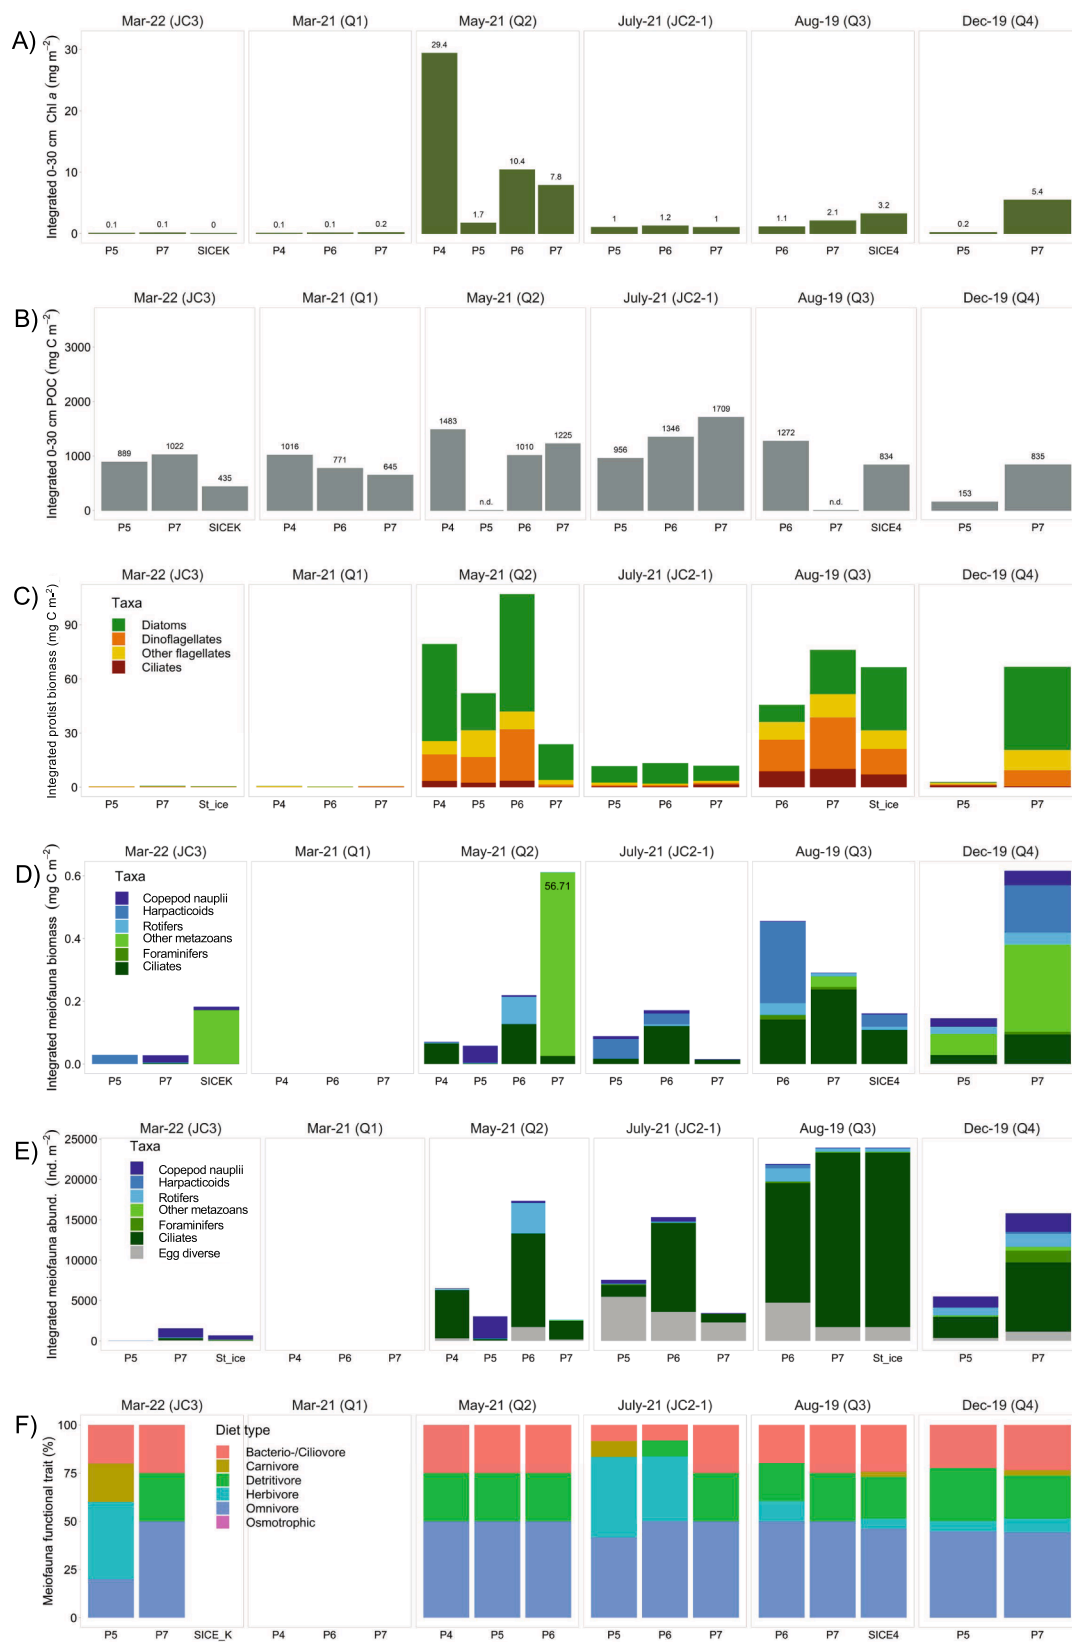 A)
Mar-22 (JC3) Mar-21 (Q1) May-21 (Q2) July-21 (JC2-1) Aug-19 (Q3) Dec-19 (Q4)
Integrated 0-30 cm Chl a (mg m⁻²)
30
20
10
0
0.1 0.1 0 0.1 0.1 0.2 29.4 1.7 10.4 7.8 1 1.2 1 1.1 2.1 3.2 0.2 5.4
P5 P7 SICEK P4 P6 P7 P4 P5 P6 P7 P5 P6 P7 P6 P7 SICE4 P5 P7
B)
Mar-22 (JC3) Mar-21 (Q1) May-21 (Q2) July-21 (JC2-1) Aug-19 (Q3) Dec-19 (Q4)
Integrated 0-30 cm POC (mg C m⁻²)
3000
2000
1000
0
889 1022 435 1016 771 645 1483 n.d. 1010 1225 956 1346 1709 1272 n.d. 834 153 835
P5 P7 SICEK P4 P6 P7 P4 P5 P6 P7 P5 P6 P7 P6 P7 SICE4 P5 P7
C)
Mar-22 (JC3) Mar-21 (Q1) May-21 (Q2) July-21 (JC2-1) Aug-19 (Q3) Dec-19 (Q4)
Integrated protist biomass (mg C m-²)
90
60
30
0
Taxa
Diatoms
Dinoflagellates
Other flagellates
Ciliates
P5 P7 St_ice P4 P6 P7 P4 P5 P6 P7 P5 P6 P7 P6 P7 St_ice P5 P7
D)
Mar-22 (JC3) Mar-21 (Q1) May-21 (Q2) July-21 (JC2-1) Aug-19 (Q3) Dec-19 (Q4)
Integrated meiofauna biomass (mg C m⁻²)
0.6
0.4
0.2
0.0
Taxa
Copepod nauplii
Harpacticoids
Rotifers
Other metazoans
Foraminifers
Ciliates
56.71
P5 P7 SICEK P4 P6 P7 P4 P5 P6 P7 P5 P6 P7 P6 P7 SICE4 P5 P7
E)
Mar-22 (JC3) Mar-21 (Q1) May-21 (Q2) July-21 (JC2-1) Aug-19 (Q3) Dec-19 (Q4)
Integrated meiofauna abund. (Ind. m⁻²)
25000
20000
15000
10000
5000
0
Taxa
Copepod nauplii
Harpacticoids
Rotifers
Other metazoans
Foraminifers
Ciliates
Egg diverse
P5 P7 St_ice P4 P6 P7 P4 P5 P6 P7 P5 P6 P7 P6 P7 St_ice P5 P7
F)
Mar-22 (JC3) Mar-21 (Q1) May-21 (Q2) July-21 (JC2-1) Aug-19 (Q3) Dec-19 (Q4)
Meiofauna functional trait (%)
100
75
50
25
0
Diet type
Bacterio-/Ciliovore
Carnivore
Detritivore
Herbivore
Omnivore
Osmotrophic
P5 P7 SICE_K P4 P6 P7 P4 P5 P6 P5 P6 P7 P6 P7 SICE4 P5 P7